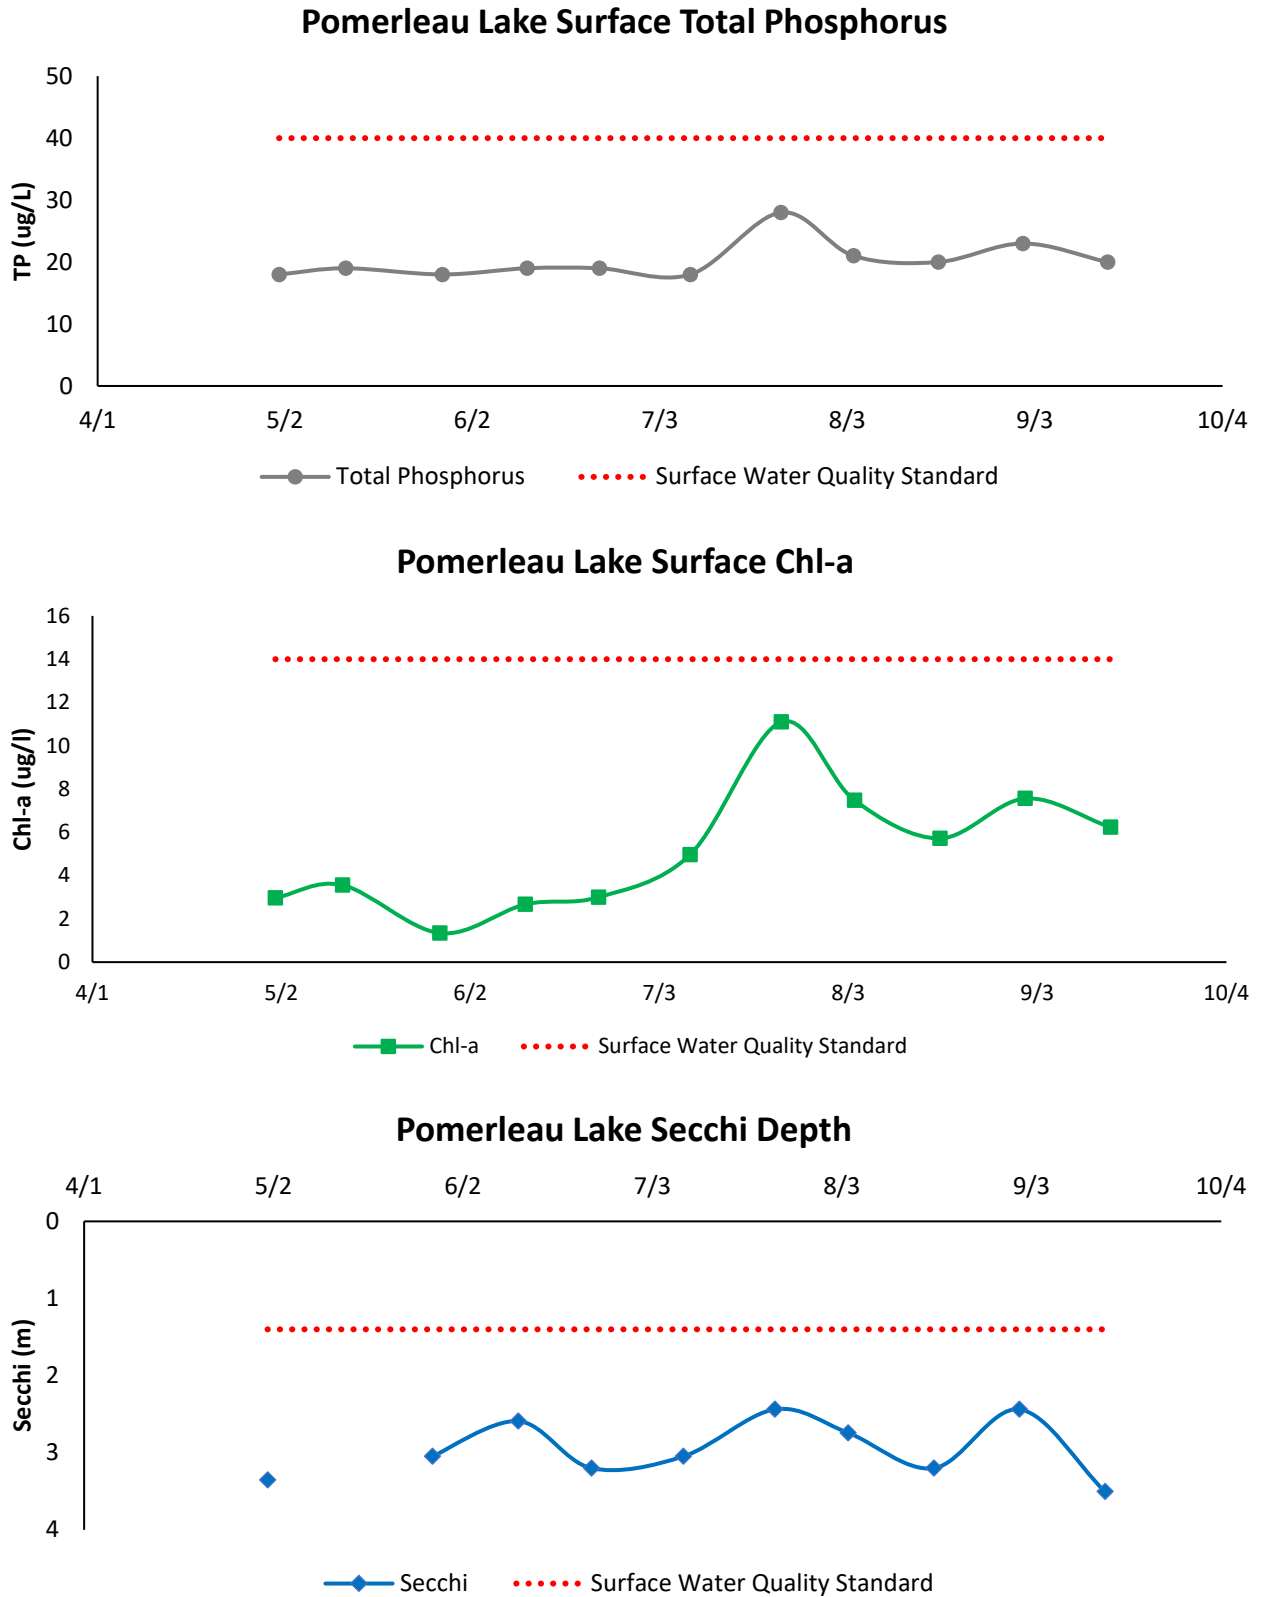 Pomerleau Lake Surface Total Phosphorus
50
40
30
20
10
0
TP (ug/L)
4/1 5/2 6/2 7/3 8/3 9/3 10/4
Total Phosphorus Surface Water Quality Standard
Pomerleau Lake Surface Chl-a
16
14
12
10
8
6
4
2
0
Chl-a (ug/l)
4/1 5/2 6/2 7/3 8/3 9/3 10/4
Chl-a Surface Water Quality Standard
Pomerleau Lake Secchi Depth
4/1 5/2 6/2 7/3 8/3 9/3 10/4
0
1
2
3
4
Secchi (m)
Secchi Surface Water Quality Standard